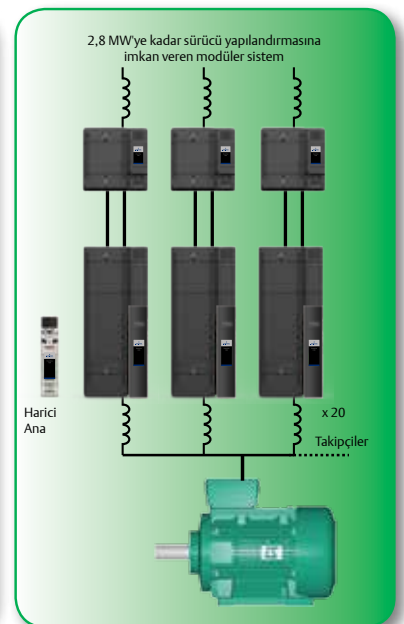 2,8 MW'ye kadar sürücü yapılandırmasına
imkan veren modüler sistem
Harici
Ana
x 20
Takipçiler